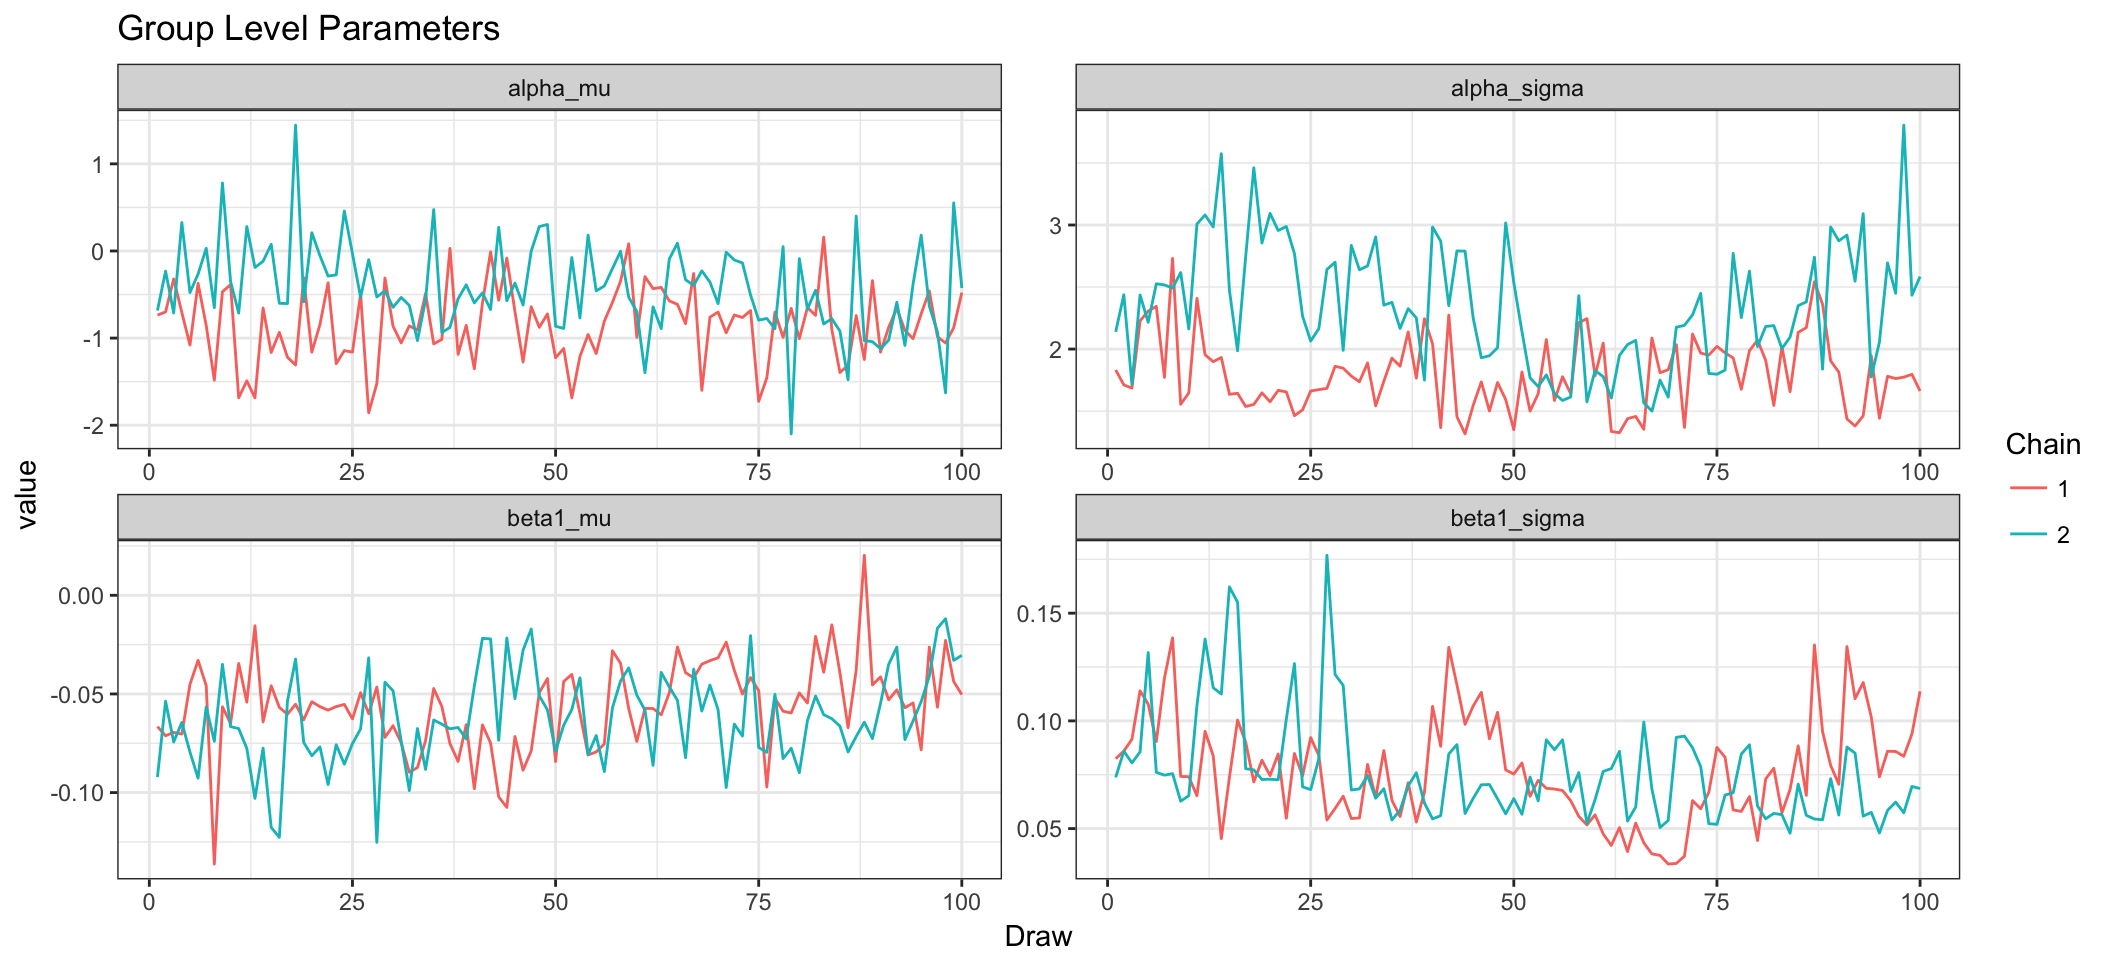 Group Level Parameters
alpha_mu
alpha_sigma
1
0
-1
-2
3
2
0 25 50 75 100
0 25 50 75 100
value
beta1_mu
beta1_sigma
0.00
-0.05
-0.10
0.15
0.10
0.05
0 25 50 75 100
0 25 50 75 100
Draw
Chain
1
2